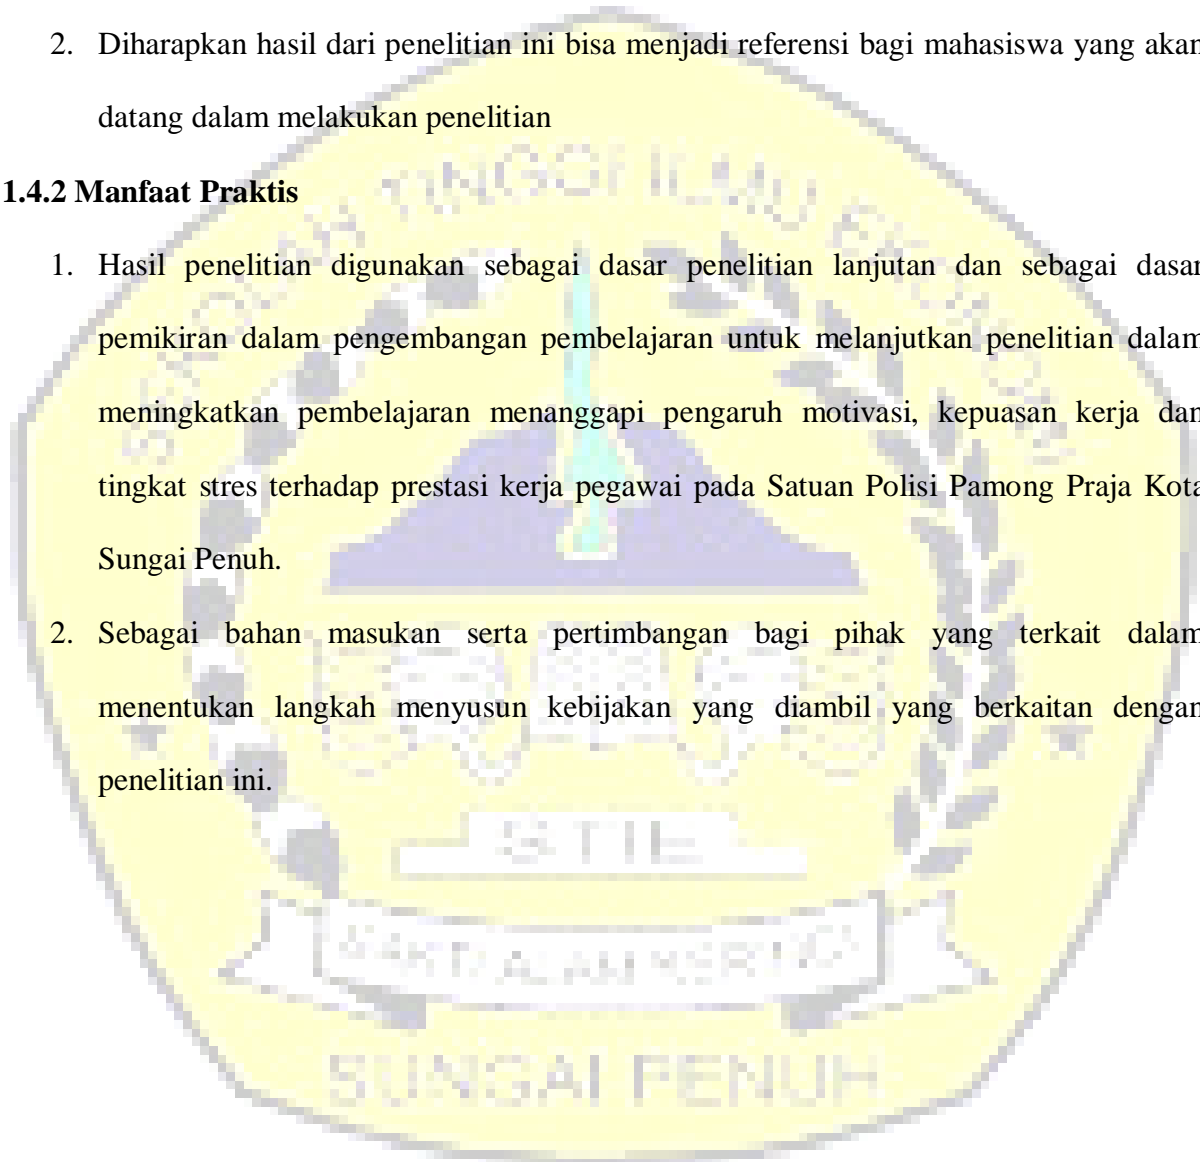 2. Diharapkan hasil dari penelitian ini bisa menjadi referensi bagi mahasiswa yang akan
datang dalam melakukan penelitian
1.4.2 Manfaat Praktis
1. Hasil penelitian digunakan sebagai dasar penelitian lanjutan dan sebagai dasar
pemikiran dalam pengembangan pembelajaran untuk melanjutkan penelitian dalam
meningkatkan pembelajaran menanggapi pengaruh motivasi, kepuasan kerja dan
tingkat stres terhadap prestasi kerja pegawai pada Satuan Polisi Pamong Praja Kota
Sungai Penuh.
2. Sebagai bahan masukan serta pertimbangan bagi pihak yang terkait dalam
menentukan langkah menyusun kebijakan yang diambil yang berkaitan dengan
penelitian ini.
TINGGI ILMU
SUNGAI PENUH